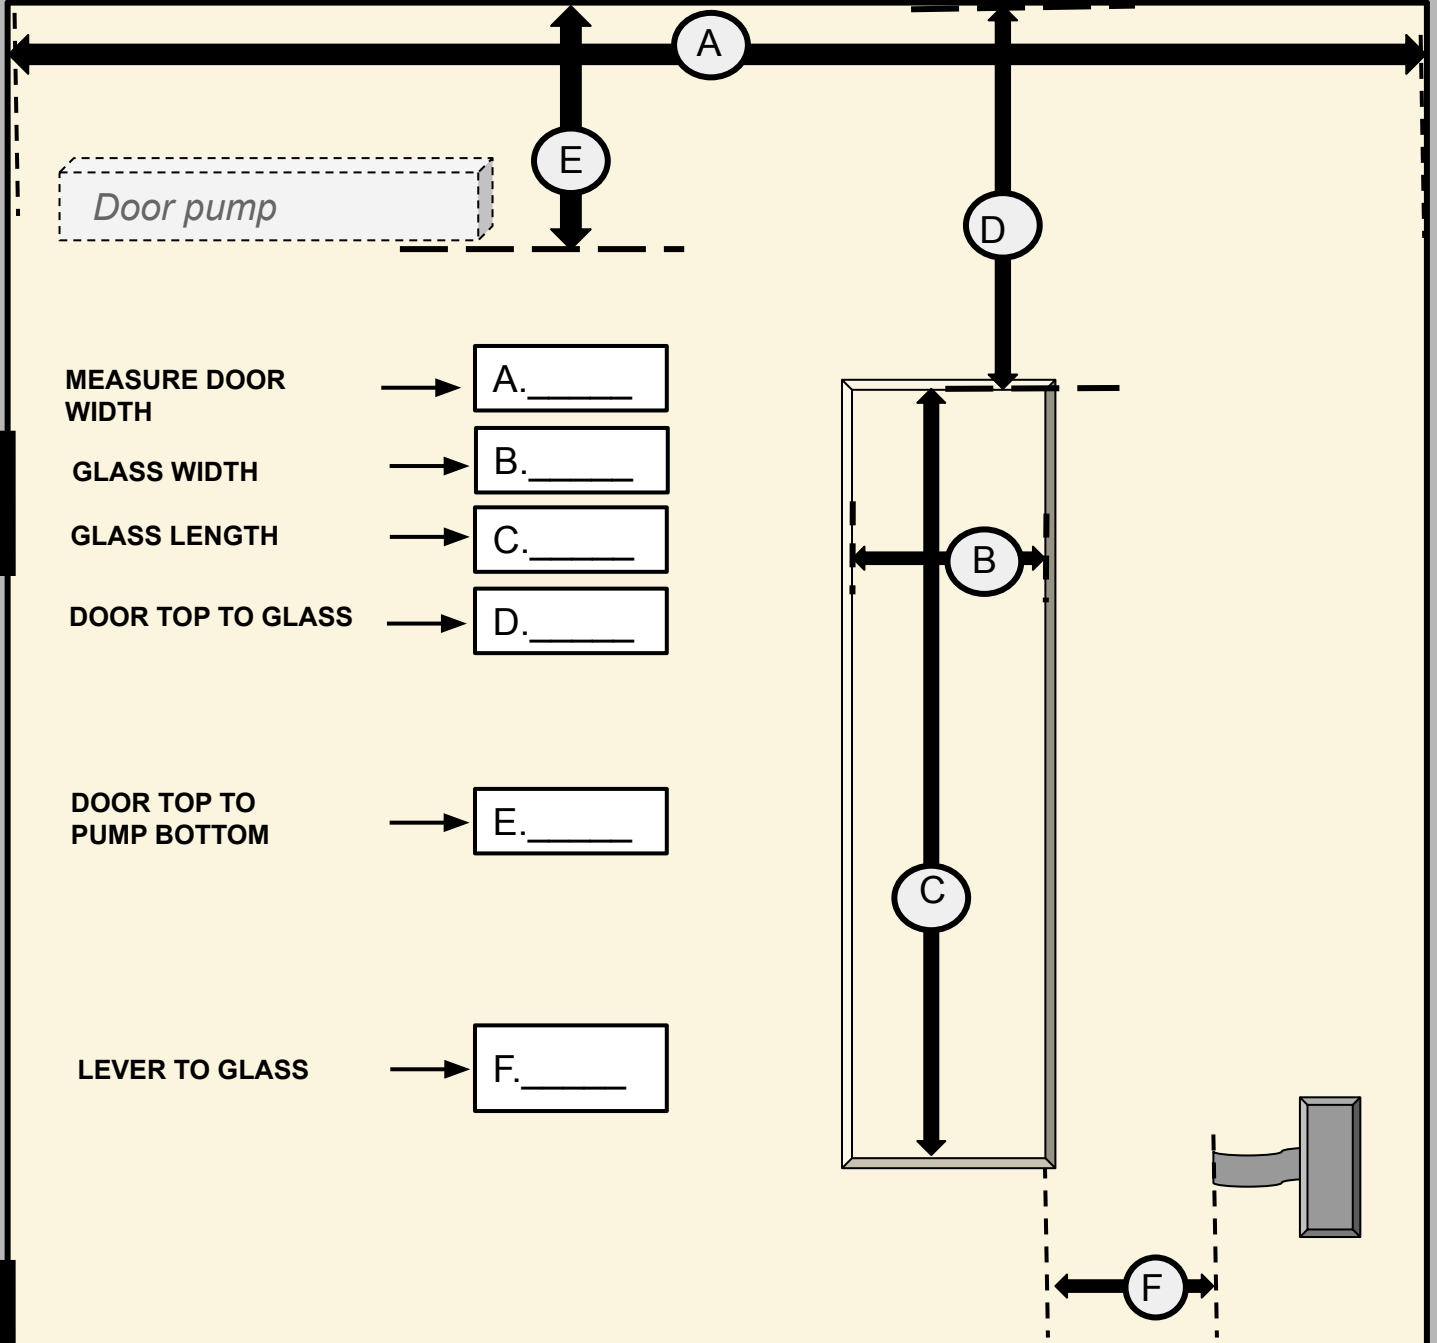 A
E
Door pump
D
MEASURE DOOR
WIDTH
A._____
GLASS WIDTH
B._____
GLASS LENGTH
C._____
B
DOOR TOP TO GLASS
D._____
DOOR TOP TO
PUMP BOTTOM
E._____
C
LEVER TO GLASS
F._____
F